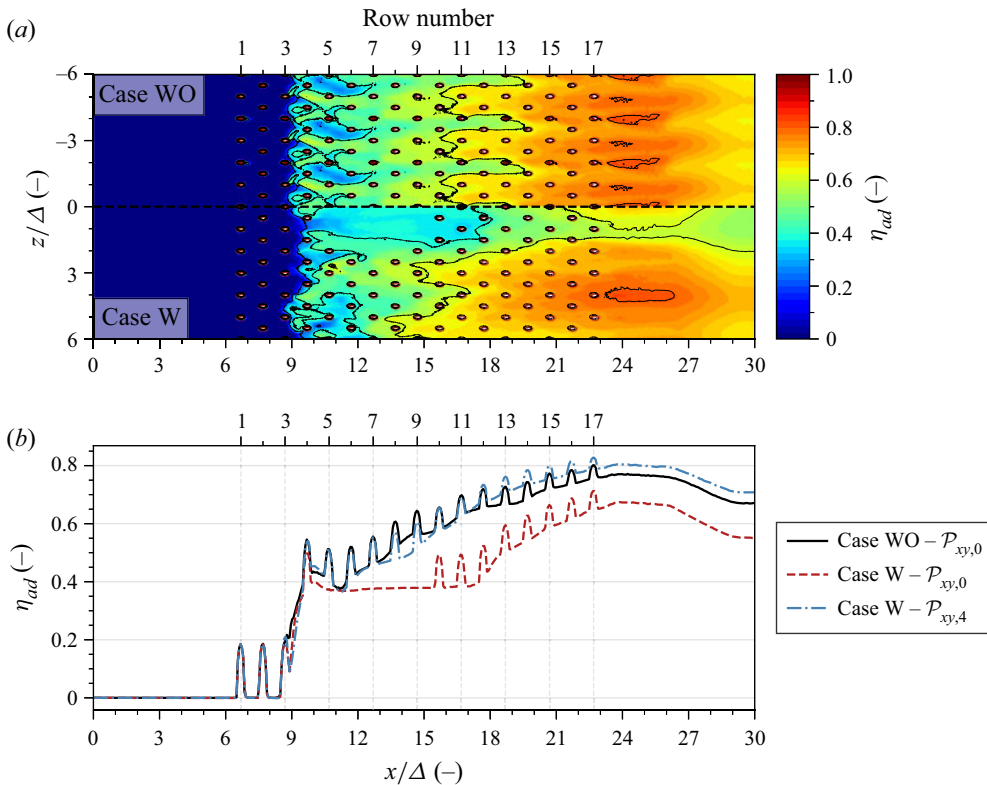 (a)
Row number
1 3 5 7 9 11 13 15 17
−6
−3
0
3
6
z/Δ (–)
Case WO
Case W
0 3 6 9 12 15 18 21 24 27 30
1.0
0.8
0.6
0.4
0.2
0
η_ad (–)
(b)
1 3 5 7 9 11 13 15 17
0.8
0.6
0.4
0.2
0
η_ad (–)
0 3 6 9 12 15 18 21 24 27 30
x/Δ (–)
Case WO – 𝒫_xy,0
Case W – 𝒫_xy,0
Case W – 𝒫_xy,4